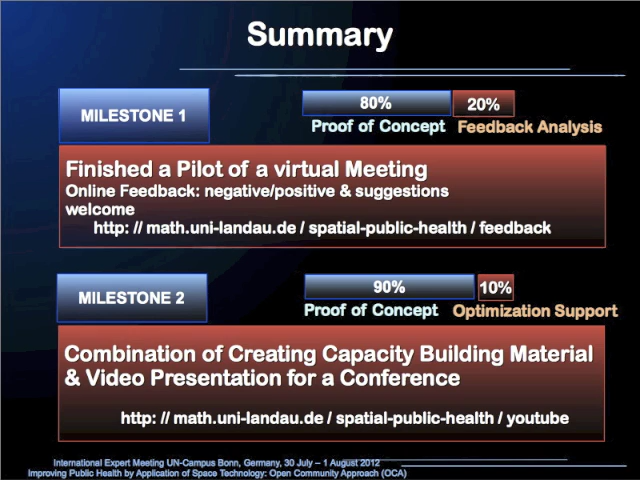 Summary
MILESTONE 1
80%
20%
Proof of Concept
Feedback Analysis
Finished a Pilot of a virtual Meeting
Online Feedback: negative/positive & suggestions
welcome
http: // math.uni-landau.de / spatial-public-health / feedback
MILESTONE 2
90%
10%
Proof of Concept
Optimization Support
Combination of Creating Capacity Building Material
& Video Presentation for a Conference
http: // math.uni-landau.de / spatial-public-health / youtube
International Expert Meeting UN-Campus Bonn, Germany, 30 July – 1 August 2012
Improving Public Health by Application of Space Technology: Open Community Approach (OCA)